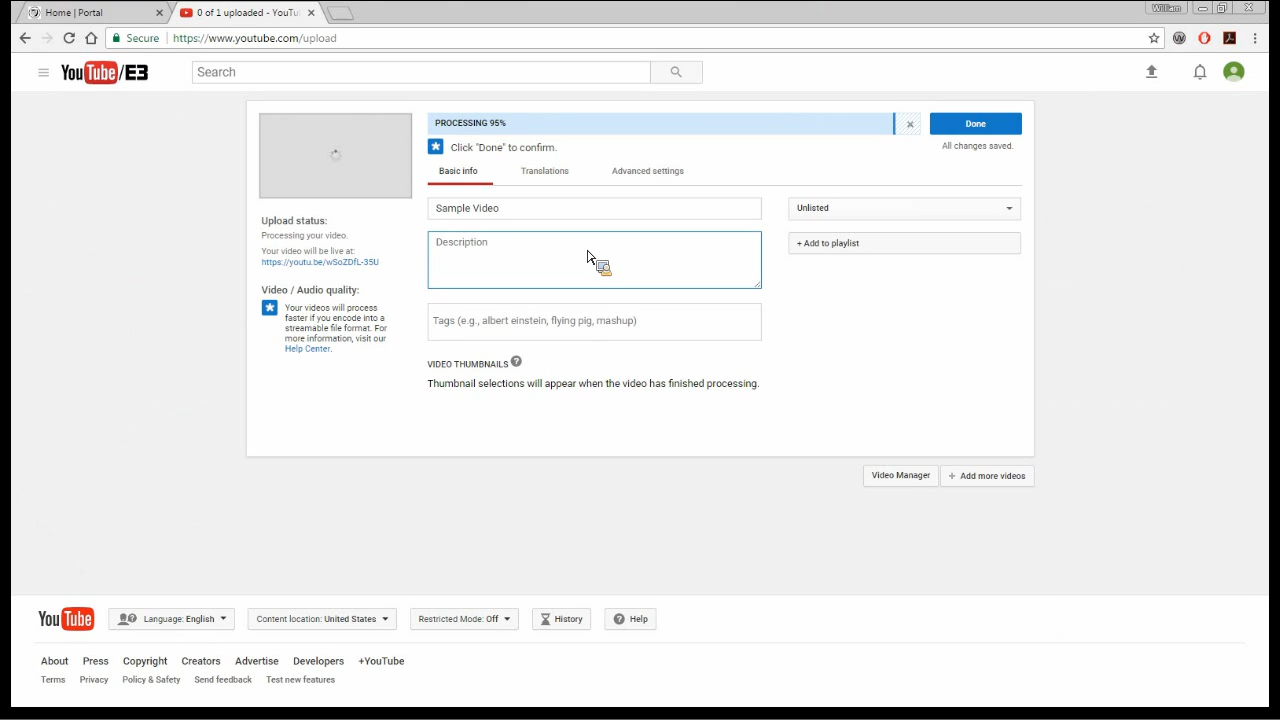 Home | Portal
0 of 1 uploaded - YouTu
William
Secure
https://www.youtube.com/upload
YouTube /E3
Search
PROCESSING 95%
Done
Click "Done" to confirm.
All changes saved.
Basic info
Translations
Advanced settings
Upload status:
Processing your video.
Your video will be live at:
https://youtu.be/wSoZDfL-35U
Video / Audio quality:
Your videos will process
faster if you encode into a
streamable file format. For
more information, visit our
Help Center.
Sample Video
Description
Tags (e.g., albert einstein, flying pig, mashup)
VIDEO THUMBNAILS ?
Thumbnail selections will appear when the video has finished processing.
Unlisted
+ Add to playlist
Video Manager
+ Add more videos
YouTube
Language: English
Content location: United States
Restricted Mode: Off
History
Help
About
Press
Copyright
Creators
Advertise
Developers
+YouTube
Terms
Privacy
Policy & Safety
Send feedback
Test new features